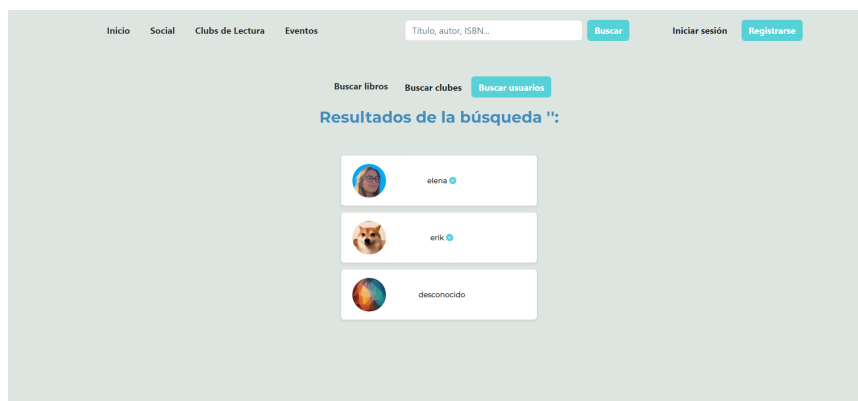 Inicio Social Clubs de Lectura Eventos Título, autor, ISBN... Buscar Iniciar sesión Registrarse
Buscar libros Buscar clubes Buscar usuarios
Resultados de la búsqueda '':
elena
erik
desconocido